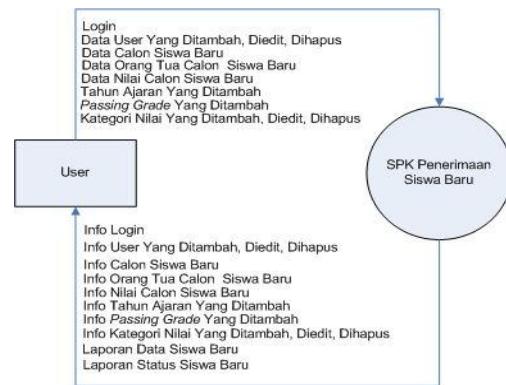 Login
Data User Yang Ditambah, Diedit, Dihapus
Data Calon Siswa Baru
Data Orang Tua Calon Siswa Baru
Data Nilai Calon Siswa Baru
Tahun Ajaran Yang Ditambah
Passing Grade Yang Ditambah
Kategori Nilai Yang Ditambah, Diedit, Dihapus
User
SPK Penerimaan
Siswa Baru
Info Login
Info User Yang Ditambah, Diedit, Dihapus
Info Calon Siswa Baru
Info Orang Tua Calon Siswa Baru
Info Nilai Calon Siswa Baru
Info Tahun Ajaran Yang Ditambah
Info Passing Grade Yang Ditambah
Info Kategori Nilai Yang Ditambah, Diedit, Dihapus
Laporan Data Siswa Baru
Laporan Status Siswa Baru